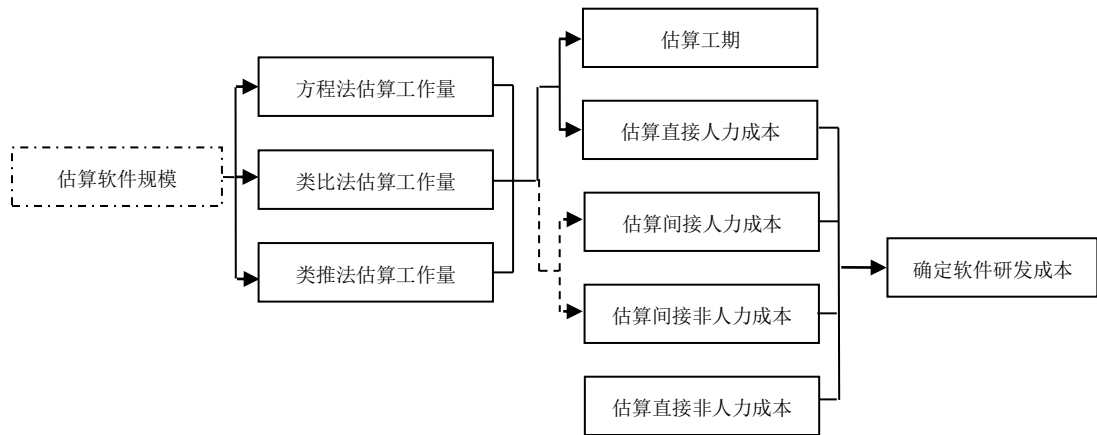 估算软件规模
方程法估算工作量
类比法估算工作量
类推法估算工作量
估算工期
估算直接人力成本
估算间接人力成本
估算间接非人力成本
估算直接非人力成本
确定软件研发成本